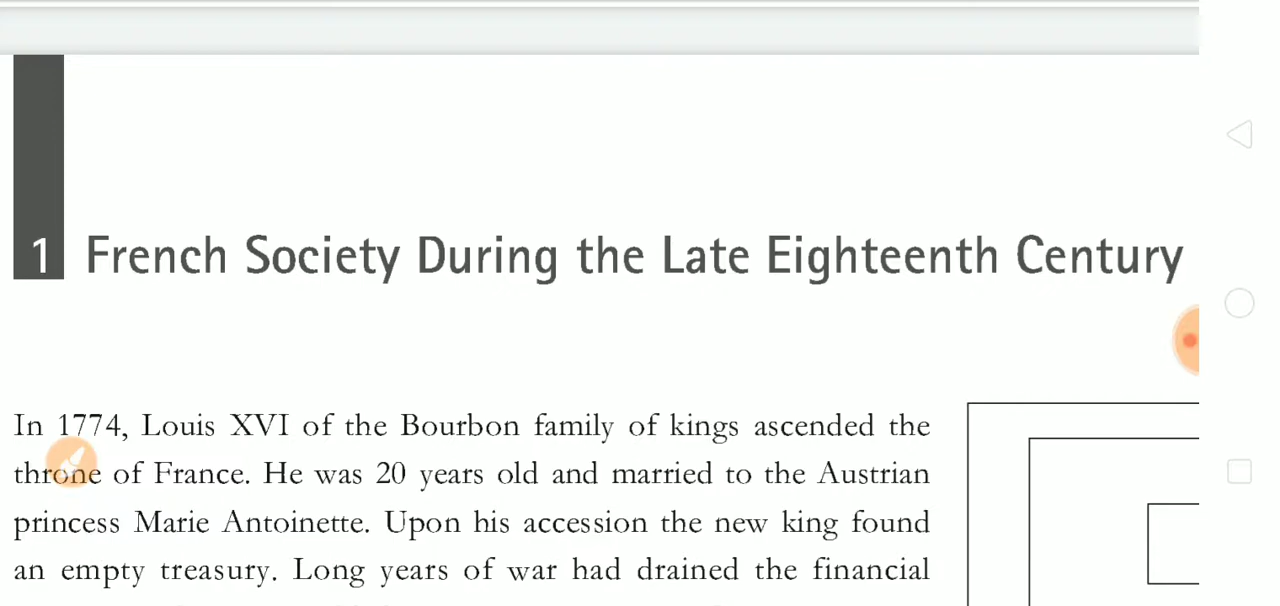 1 French Society During the Late Eighteenth Century
In 1774, Louis XVI of the Bourbon family of kings ascended the
throne of France. He was 20 years old and married to the Austrian
princess Marie Antoinette. Upon his accession the new king found
an empty treasury. Long years of war had drained the financial